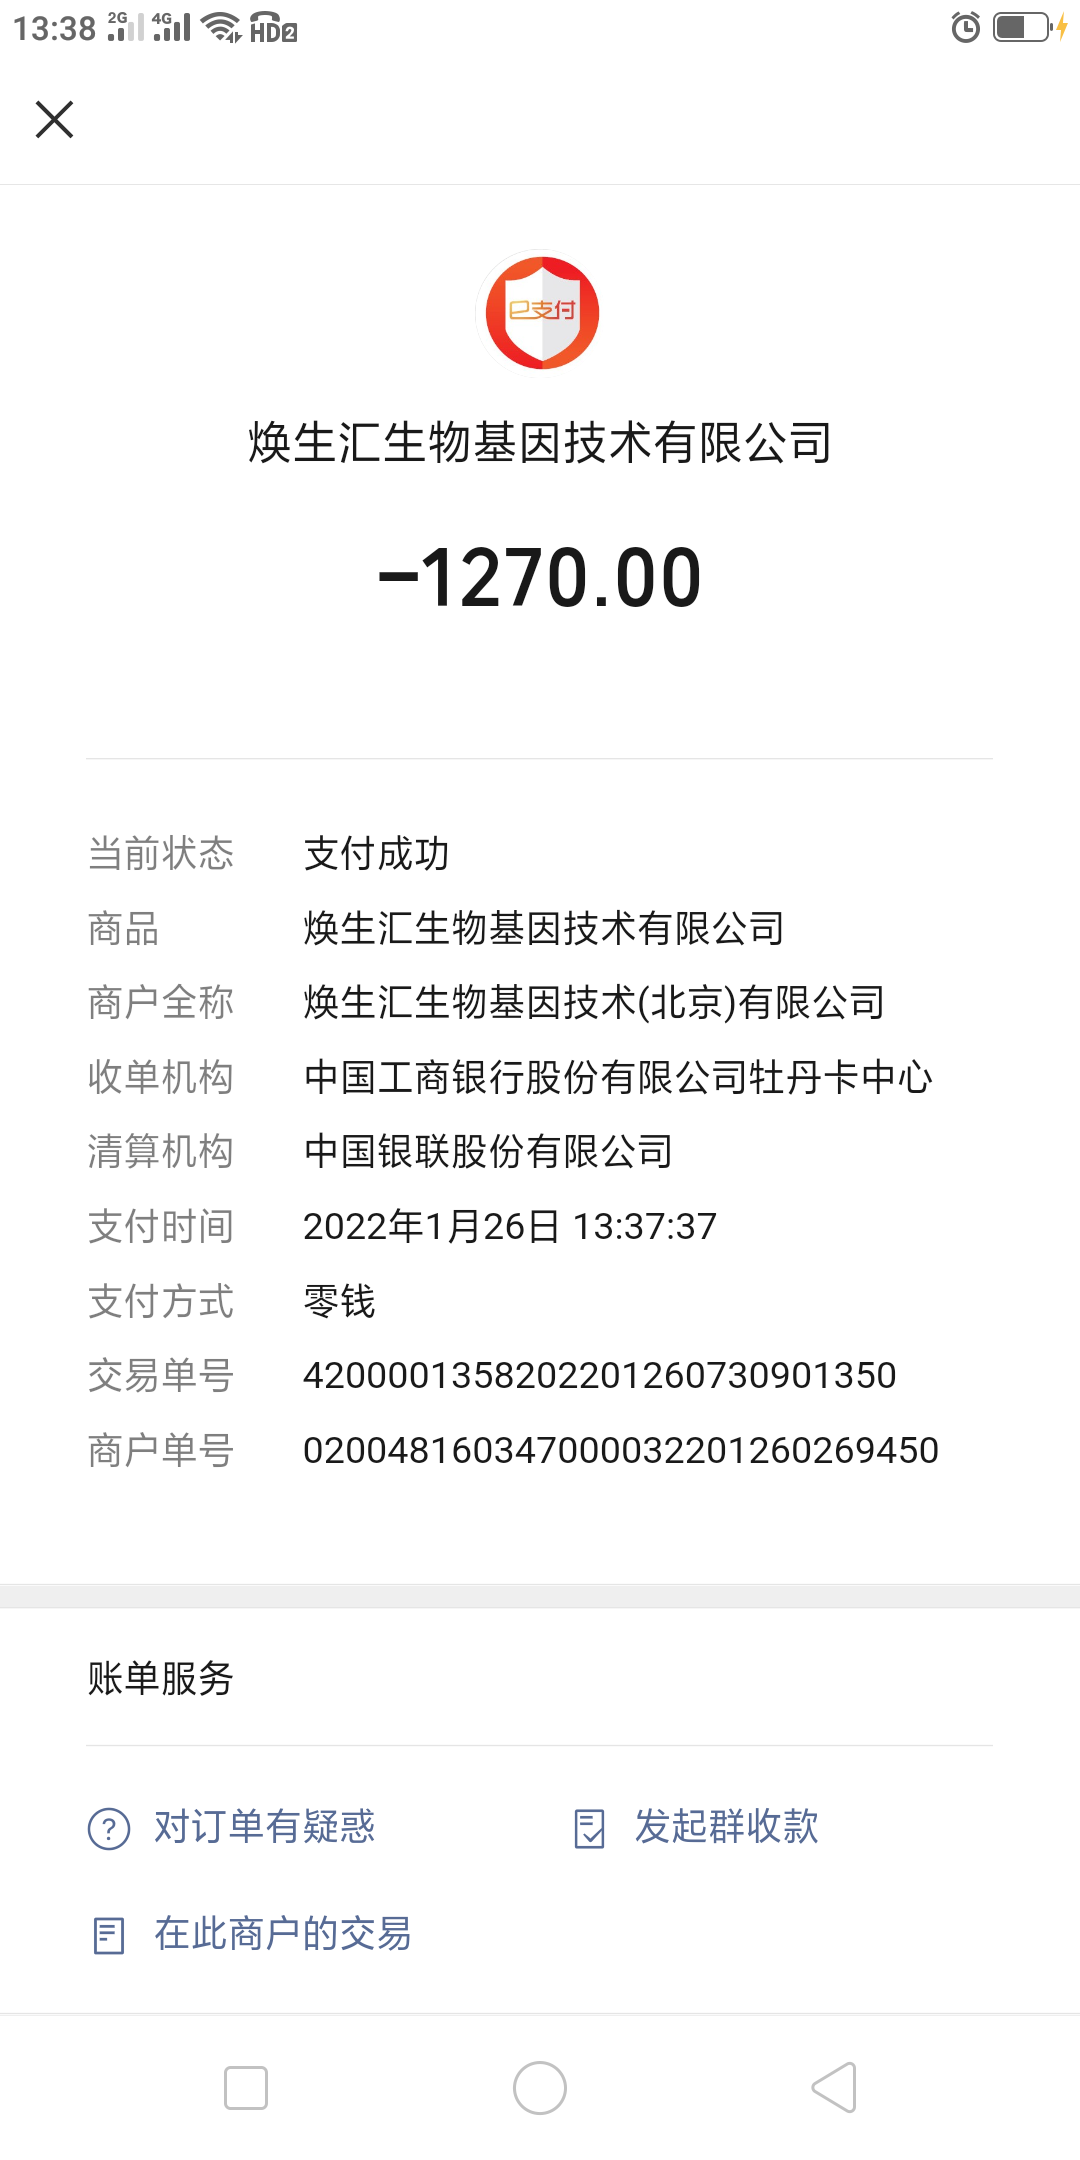 13:38 2G 4G HD2
已支付
焕生汇生物基因技术有限公司
-1270.00
当前状态 支付成功
商品 焕生汇生物基因技术有限公司
商户全称 焕生汇生物基因技术(北京)有限公司
收单机构 中国工商银行股份有限公司牡丹卡中心
清算机构 中国银联股份有限公司
支付时间 2022年1月26日 13:37:37
支付方式 零钱
交易单号 4200001358202201260730901350
商户单号 020048160347000032201260269450
账单服务
对订单有疑惑 发起群收款
在此商户的交易